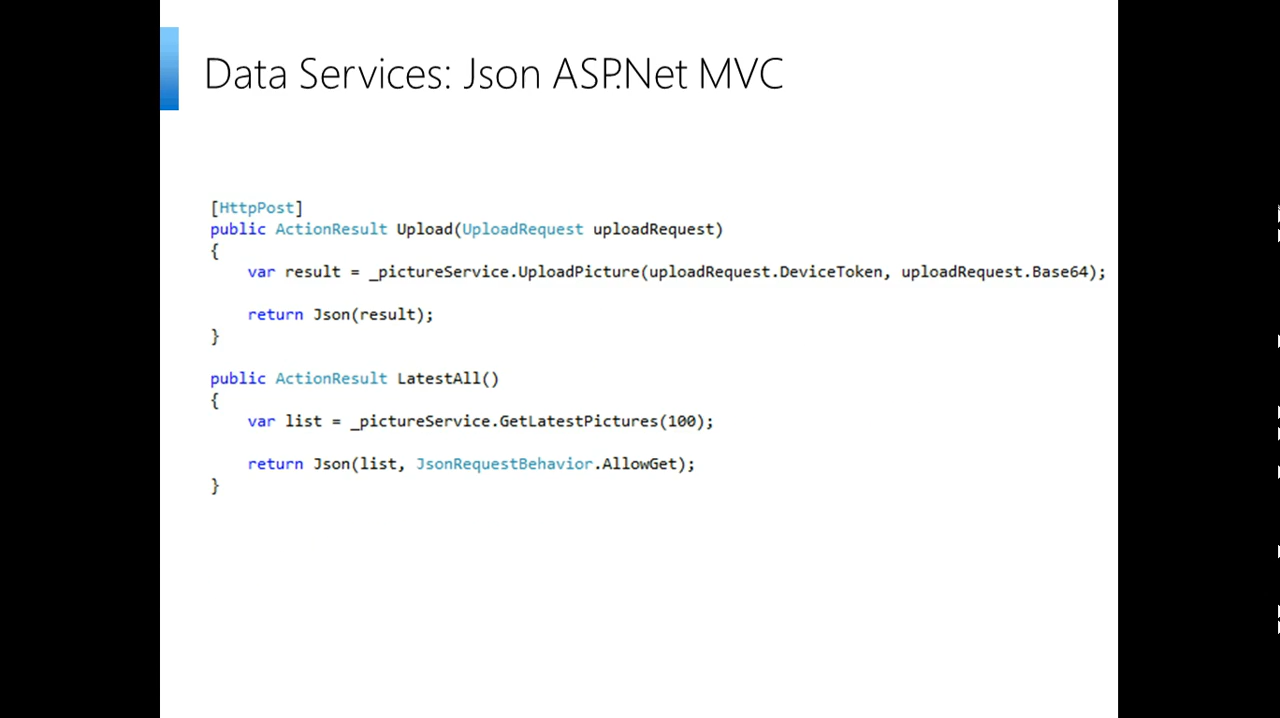 Data Services: Json ASP.Net MVC
[HttpPost]
public ActionResult Upload(UploadRequest uploadRequest)
{
var result = _pictureService.UploadPicture(uploadRequest.DeviceToken, uploadRequest.Base64);
return Json(result);
}
public ActionResult LatestAll()
{
var list = _pictureService.GetLatestPictures(100);
return Json(list, JsonRequestBehavior.AllowGet);
}